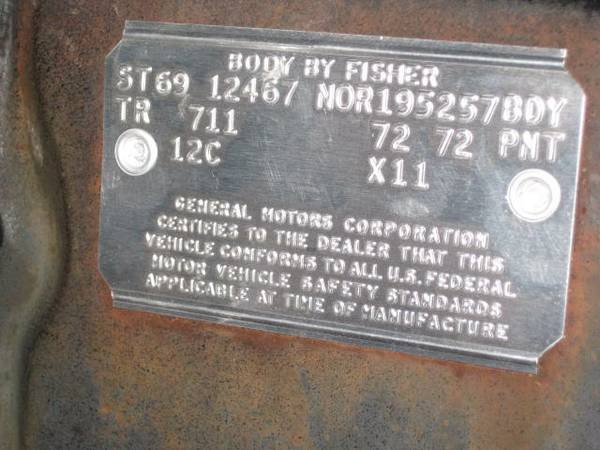 BODY BY FISHER
ST69 12467 NOR195257BDY
TR 711 72 72 PNT
12C X11
GENERAL MOTORS CORPORATION
CERTIFIES TO THE DEALER THAT THIS
VEHICLE CONFORMS TO ALL U.S. FEDERAL
MOTOR VEHICLE SAFETY STANDARDS
APPLICABLE AT TIME OF MANUFACTURE